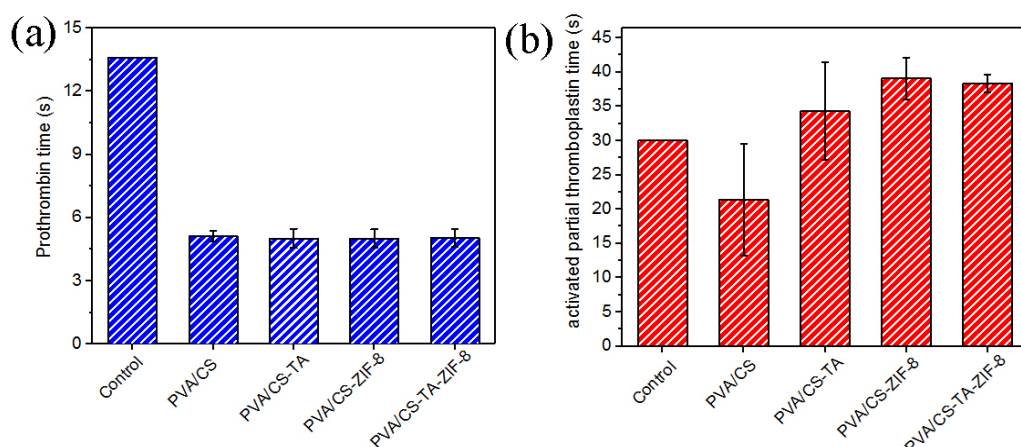 (a)
Prothrombin time (s)
15
12
9
6
3
0
Control
PVA/CS
PVA/CS-TA
PVA/CS-ZIF-8
PVA/CS-TA-ZIF-8
(b)
activated partial thromboplastin time (s)
45
40
35
30
25
20
15
10
5
0
Control
PVA/CS
PVA/CS-TA
PVA/CS-ZIF-8
PVA/CS-TA-ZIF-8